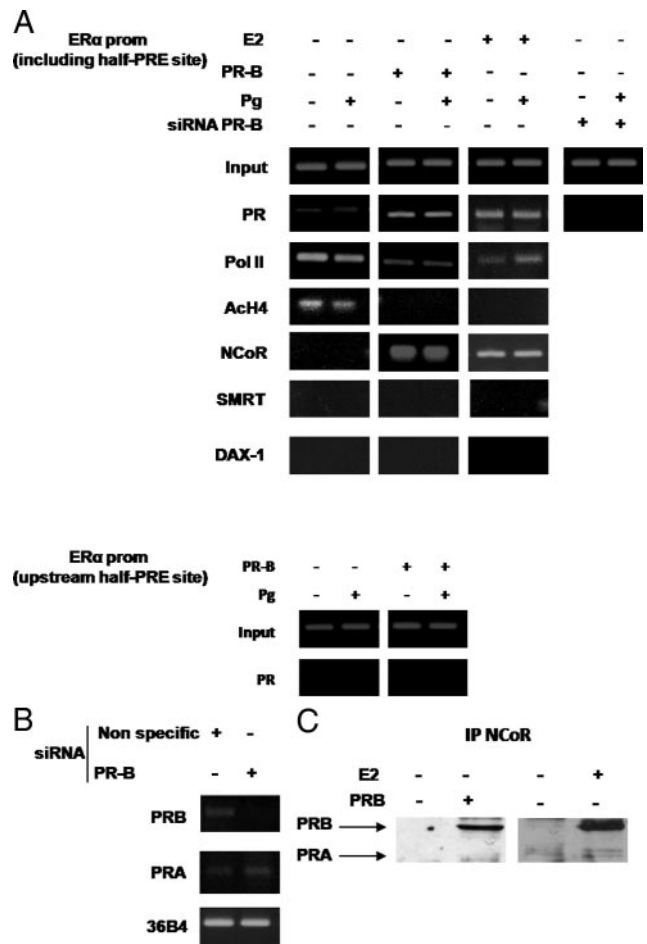 A
ERα prom
(including half-PRE site)
E2 - - - - + + - -
PR-B - - + + - - - -
Pg - + - + - + - +
siRNA PR-B - - - - - - + +
Input
PR
Pol II
AcH4
NCoR
SMRT
DAX-1
ERα prom
(upstream half-PRE site)
PR-B - - + +
Pg - + - +
Input
PR
B
siRNA
Non specific + -
PR-B - +
PRB
PRA
36B4
C
IP NCoR
E2 - - - +
PRB - + - -
PRB
PRA